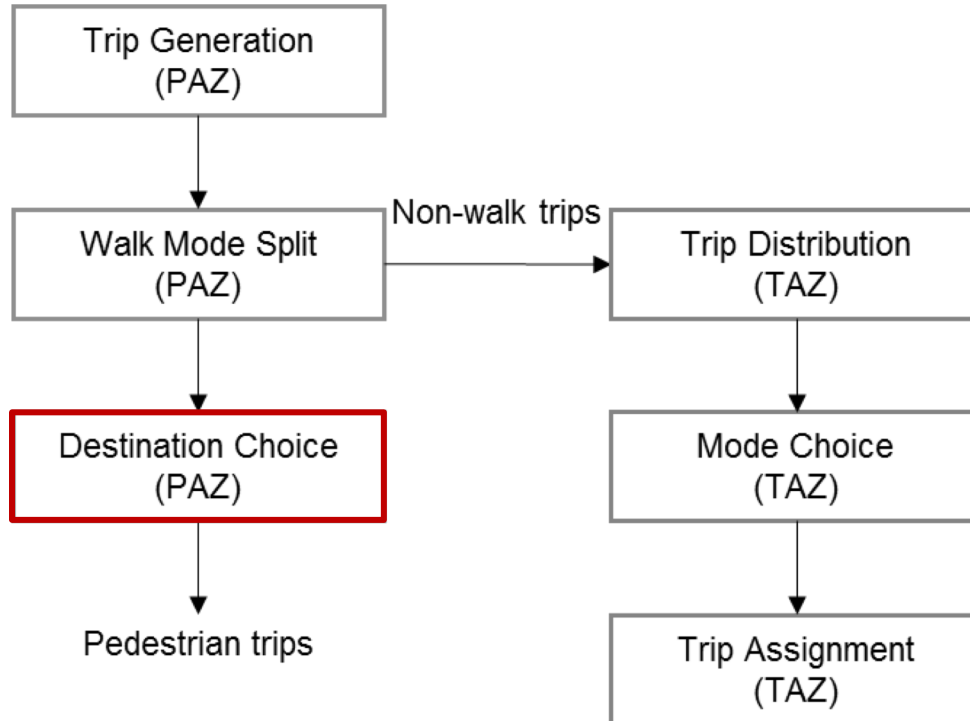 Trip Generation
(PAZ)
Walk Mode Split
(PAZ)
Non-walk trips
Trip Distribution
(TAZ)
Destination Choice
(PAZ)
Mode Choice
(TAZ)
Pedestrian trips
Trip Assignment
(TAZ)